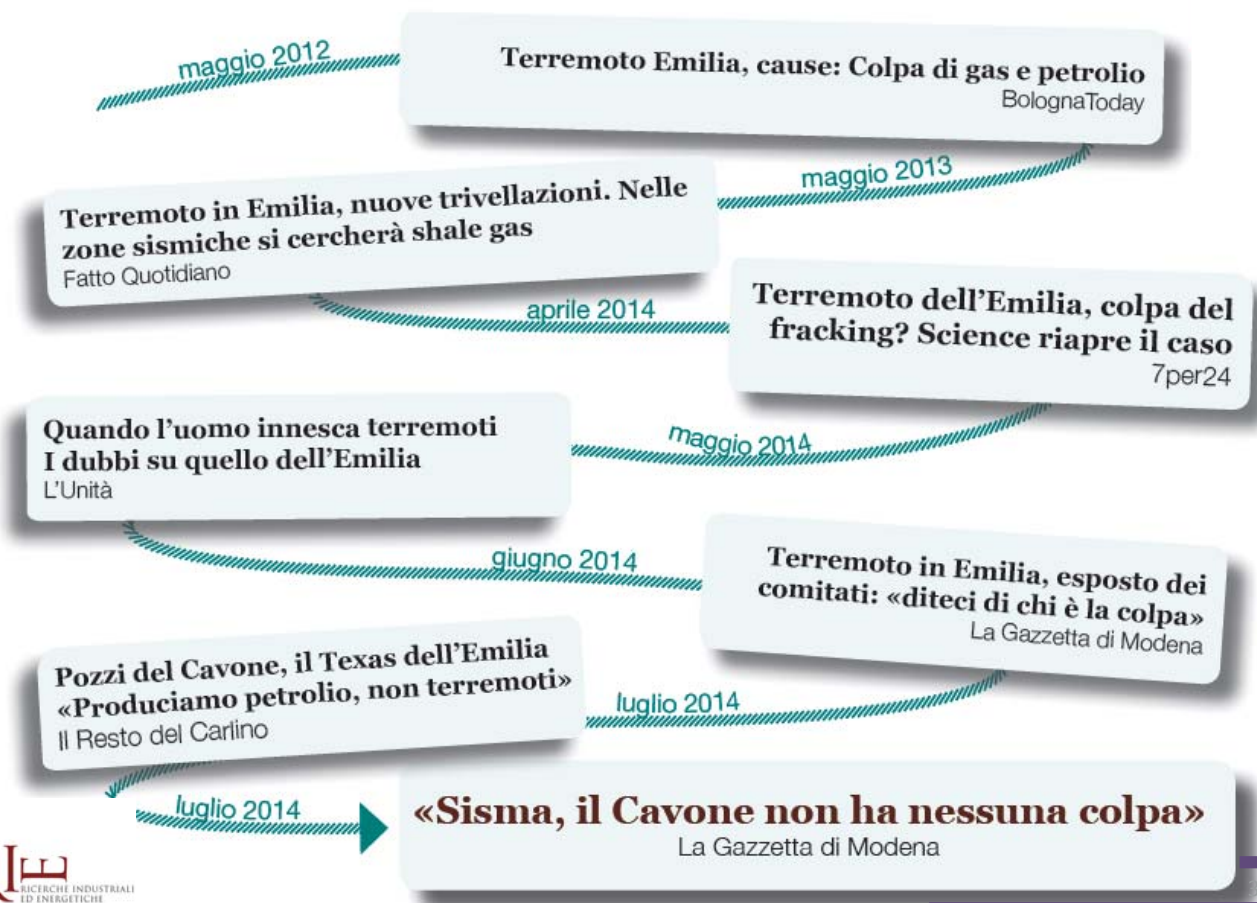 maggio 2012
Terremoto Emilia, cause: Colpa di gas e petrolio
BolognaToday
maggio 2013
Terremoto in Emilia, nuove trivellazioni. Nelle
zone sismiche si cercherà shale gas
Fatto Quotidiano
aprile 2014
Terremoto dell'Emilia, colpa del
fracking? Science riapre il caso
7per24
maggio 2014
Quando l'uomo innesca terremoti
I dubbi su quello dell'Emilia
L'Unità
giugno 2014
Terremoto in Emilia, esposto dei
comitati: «diteci di chi è la colpa»
La Gazzetta di Modena
luglio 2014
Pozzi del Cavone, il Texas dell'Emilia
«Produciamo petrolio, non terremoti»
Il Resto del Carlino
luglio 2014
«Sisma, il Cavone non ha nessuna colpa»
La Gazzetta di Modena
RICERCHE INDUSTRIALI
ED ENERGETICHE